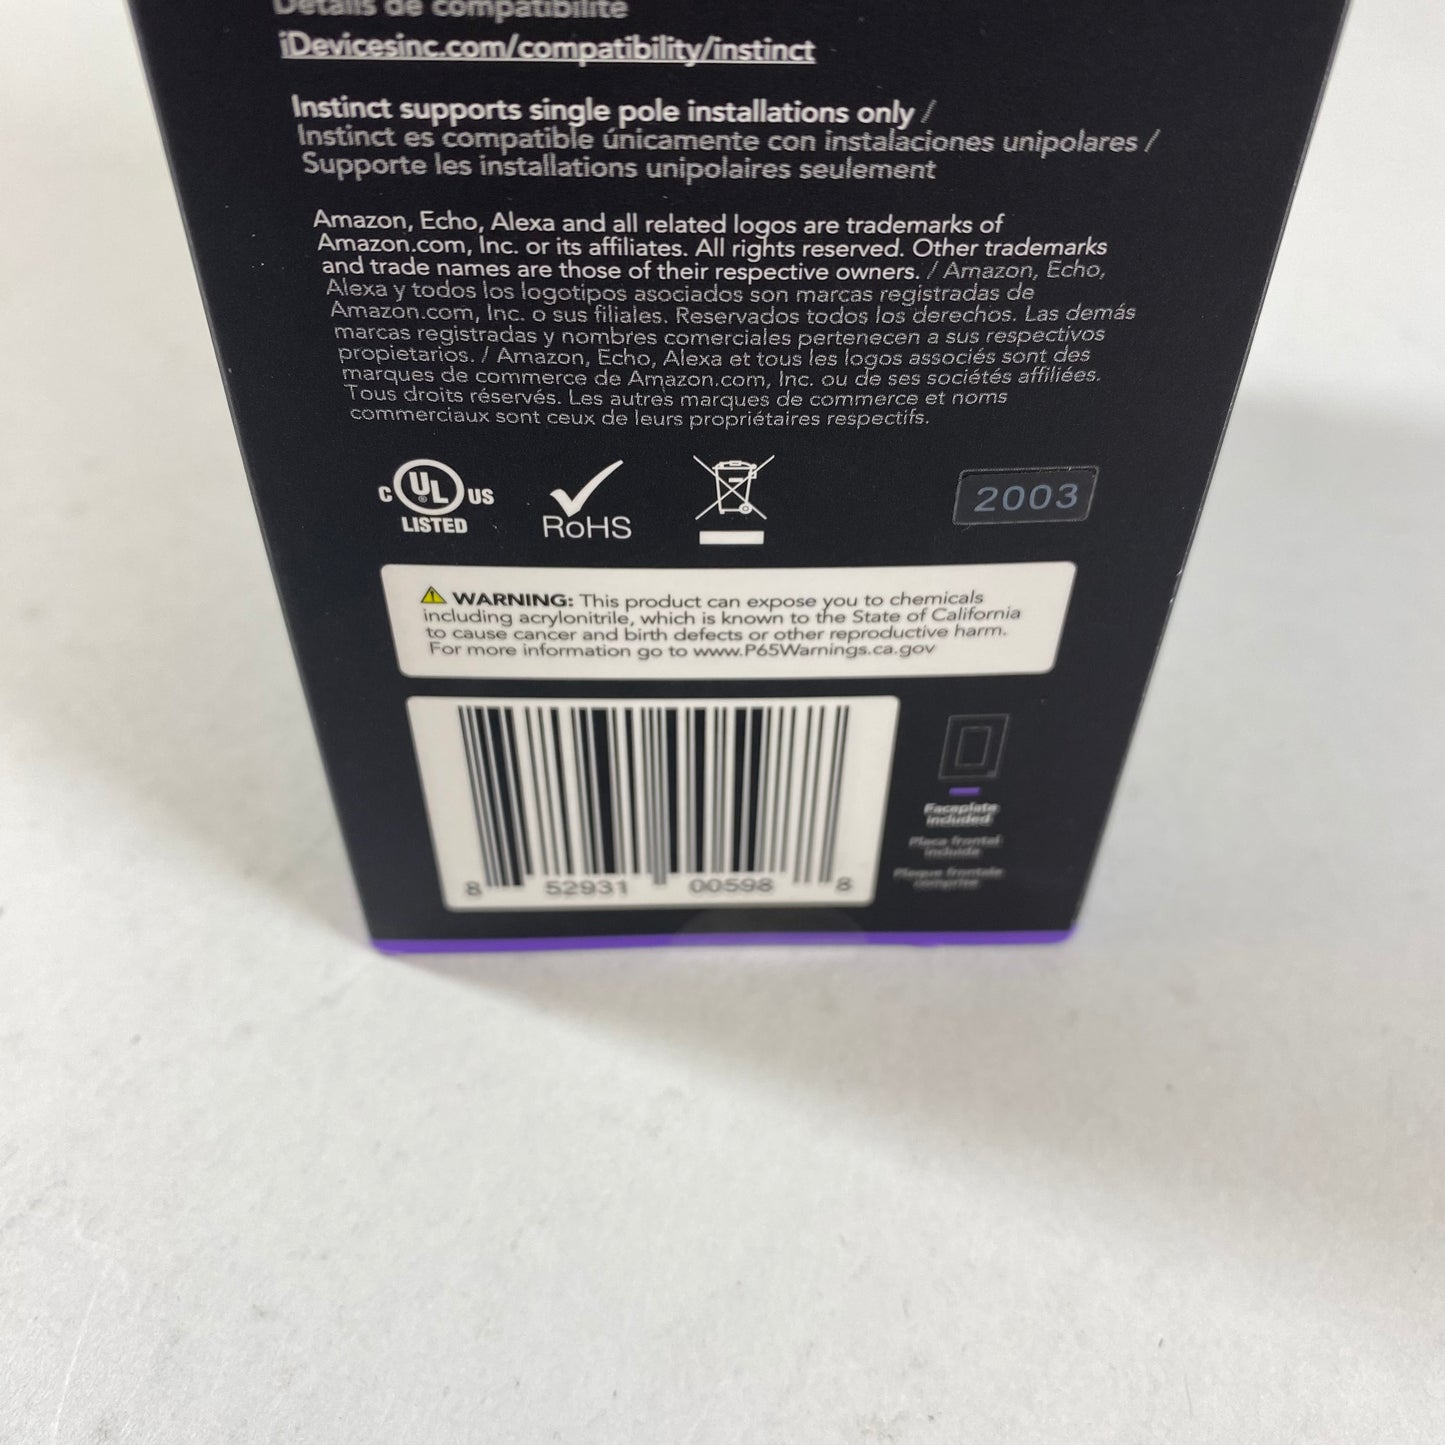 Détails de compatibilité
iDevicesinc.com/compatibility/instinct
Instinct supports single pole installations only /
Instinct es compatible únicamente con instalaciones unipolares /
Supporte les installations unipolaires seulement
Amazon, Echo, Alexa and all related logos are trademarks of
Amazon.com, Inc. or its affiliates. All rights reserved. Other trademarks
and trade names are those of their respective owners. / Amazon, Echo,
Alexa y todos los logotipos asociados son marcas registradas de
Amazon.com, Inc. o sus filiales. Reservados todos los derechos. Las demás
marcas registradas y nombres comerciales pertenecen a sus respectivos
propietarios. / Amazon, Echo, Alexa et tous les logos associés sont des
marques de commerce de Amazon.com, Inc. ou de ses sociétés affiliées.
Tous droits réservés. Les autres marques de commerce et noms
commerciaux sont ceux de leurs propriétaires respectifs.
C UL ® US
LISTED
RoHS
2003
WARNING: This product can expose you to chemicals
including acrylonitrile, which is known to the State of California
to cause cancer and birth defects or other reproductive harm.
For more information go to www.P65Warnings.ca.gov
8 52931 00598 8
Faceplate
included
Placa frontal
incluida
Plaque frontale
comprise